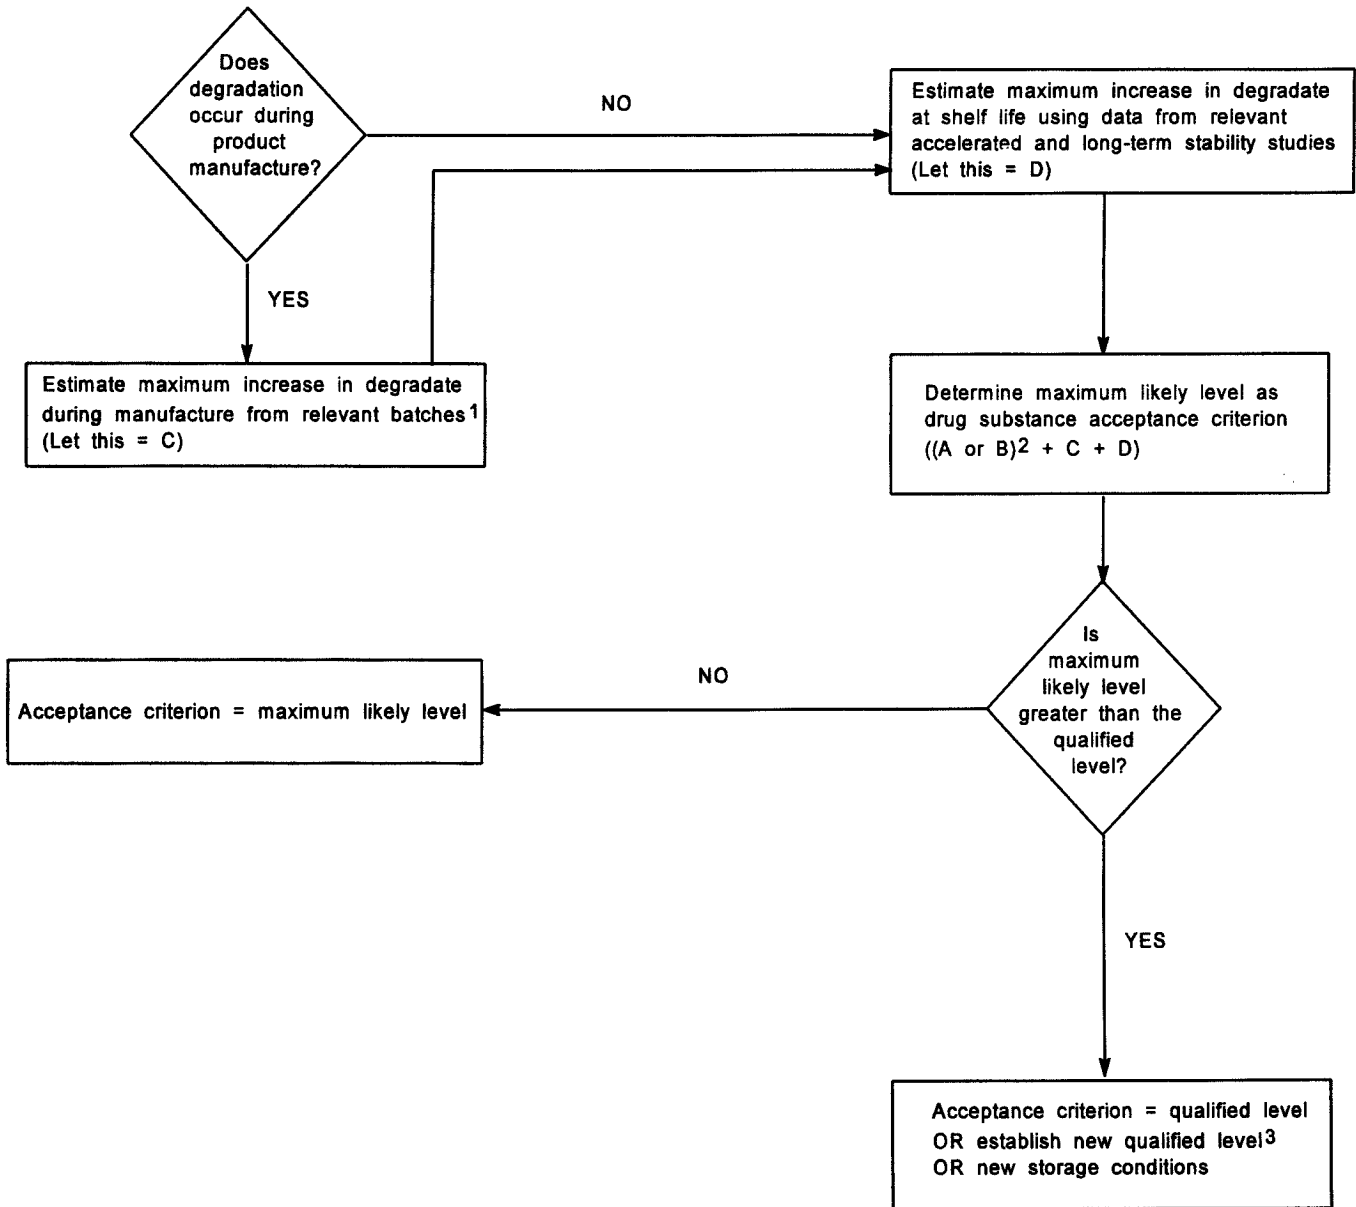 Does
degradation
occur during
product
manufacture?
NO
Estimate maximum increase in degradate
at shelf life using data from relevant
accelerated and long-term stability studies
(Let this = D)
YES
Estimate maximum increase in degradate
during manufacture from relevant batches1
(Let this = C)
Determine maximum likely level as
drug substance acceptance criterion
((A or B)2 + C + D)
Is
maximum
likely level
greater than the
qualified
level?
NO
Acceptance criterion = maximum likely level
YES
Acceptance criterion = qualified level
OR establish new qualified level3
OR new storage conditions